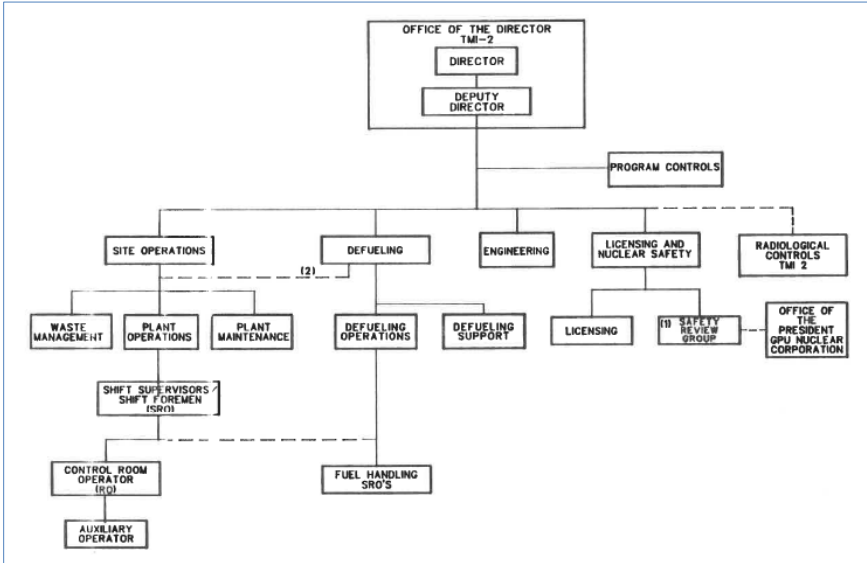 OFFICE OF THE DIRECTOR
TMI-2
DIRECTOR
DEPUTY
DIRECTOR
PROGRAM CONTROLS
SITE OPERATIONS
DEFUELING
ENGINEERING
LICENSING AND
NUCLEAR SAFETY
RADIOLOGICAL
CONTROLS
TMI 2
(2)
WASTE
MANAGEMENT
PLANT
OPERATIONS
PLANT
MAINTENANCE
DEFUELING
OPERATIONS
DEFUELING
SUPPORT
LICENSING
(1) SAFETY
REVIEW
GROUP
OFFICE OF
THE
PRESIDENT
GPU NUCLEAR
CORPORATION
SHIFT SUPERVISORS/
SHIFT FOREMEN
(SRO)
CONTROL ROOM
OPERATOR
(RO)
FUEL HANDLING
SRO'S
AUXILIARY
OPERATOR